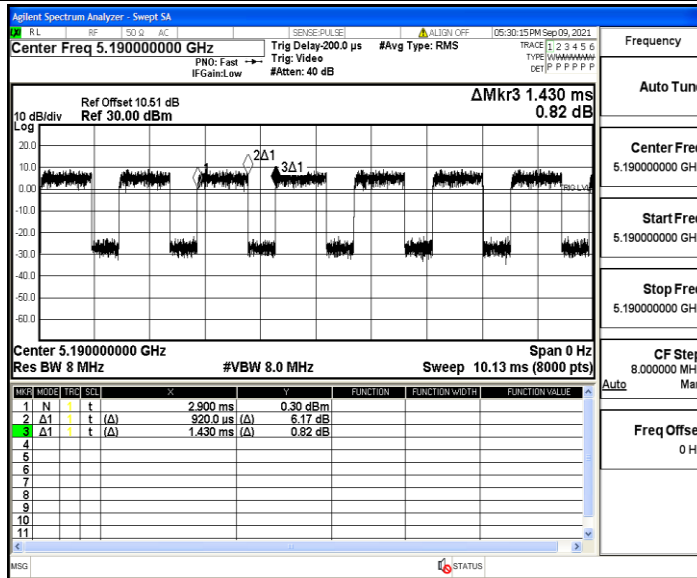 Agilent Spectrum Analyzer - Swept SA
RL RF 50 Ω AC SENSE:PULSE ALIGN OFF 05:30:15 PM Sep 09, 2021
Center Freq 5.190000000 GHz
PNO: Fast
IFGain:Low
Trig Delay-200.0 µs
Trig: Video
#Atten: 40 dB
#Avg Type: RMS
TRACE 1 2 3 4 5 6
TYPE
DET P P P P P P
ΔMkr3 1.430 ms
0.82 dB
Ref Offset 10.51 dB
10 dB/div Ref 30.00 dBm
Log
20.0
10.0
0.00
-10.0
-20.0
-30.0
-40.0
-50.0
-60.0
1
2Δ1
3Δ1
TRIG LVL
Center 5.190000000 GHz Span 0 Hz
Res BW 8 MHz #VBW 8.0 MHz Sweep 10.13 ms (8000 pts)
MKR MODE TRC SCL X Y FUNCTION FUNCTION WIDTH FUNCTION VALUE
1 N 1 t 2.900 ms 0.30 dBm
2 Δ1 1 t (Δ) 920.0 µs (Δ) 6.17 dB
3 Δ1 1 t (Δ) 1.430 ms (Δ) 0.82 dB
4
5
6
7
8
9
10
11
MSG STATUS
Frequency
Auto Tun
Center Fre
5.190000000 GH
Start Fre
5.190000000 GH
Stop Fre
5.190000000 GH
CF Step
8.000000 MH
Auto Ma
Freq Offse
0 H